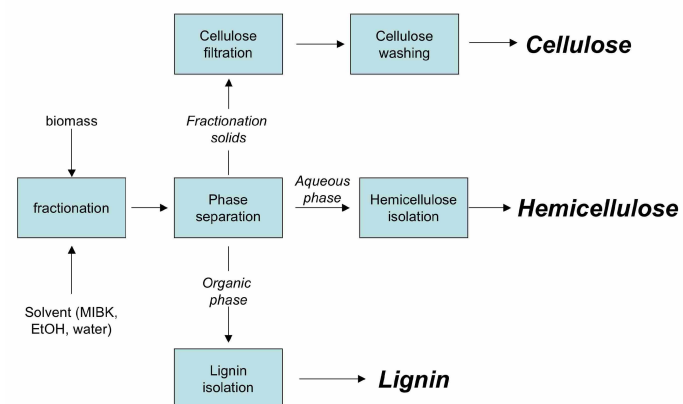 Cellulose
filtration
Cellulose
washing
Cellulose
biomass
Fractionation
solids
fractionation
Phase
separation
Aqueous
phase
Hemicellulose
isolation
Hemicellulose
Organic
phase
Solvent (MIBK,
EtOH, water)
Lignin
isolation
Lignin